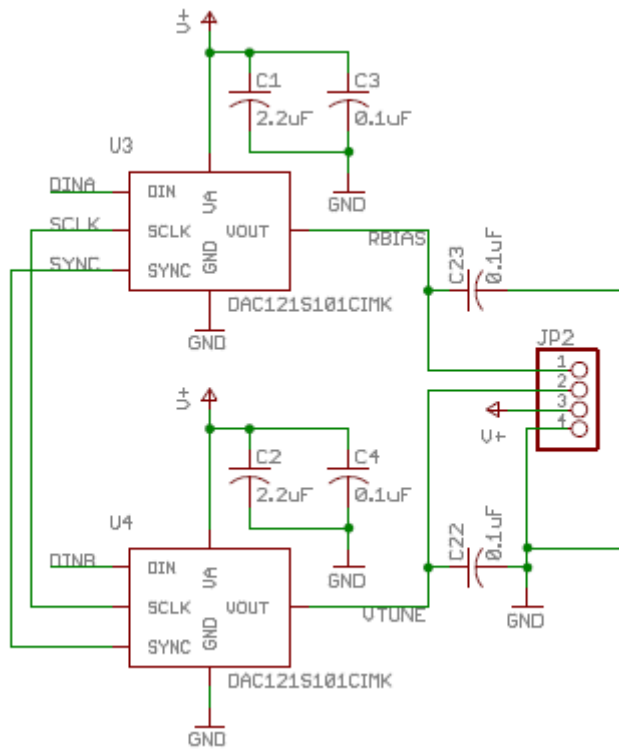 V+
C1
C3
2.2uF
0.1uF
U3
GND
DINA
DIN
VA
SCLK
SCLK
VOUT
RBIAS
SYNC
SYNC
GND
DAC121S101CIMK
GND
C23
0.1uF
JP2
1
2
3
4
V+
V+
C2
C4
2.2uF
0.1uF
U4
GND
DINB
DIN
VA
SCLK
VOUT
VTUNE
SYNC
GND
DAC121S101CIMK
GND
C22
0.1uF
GND